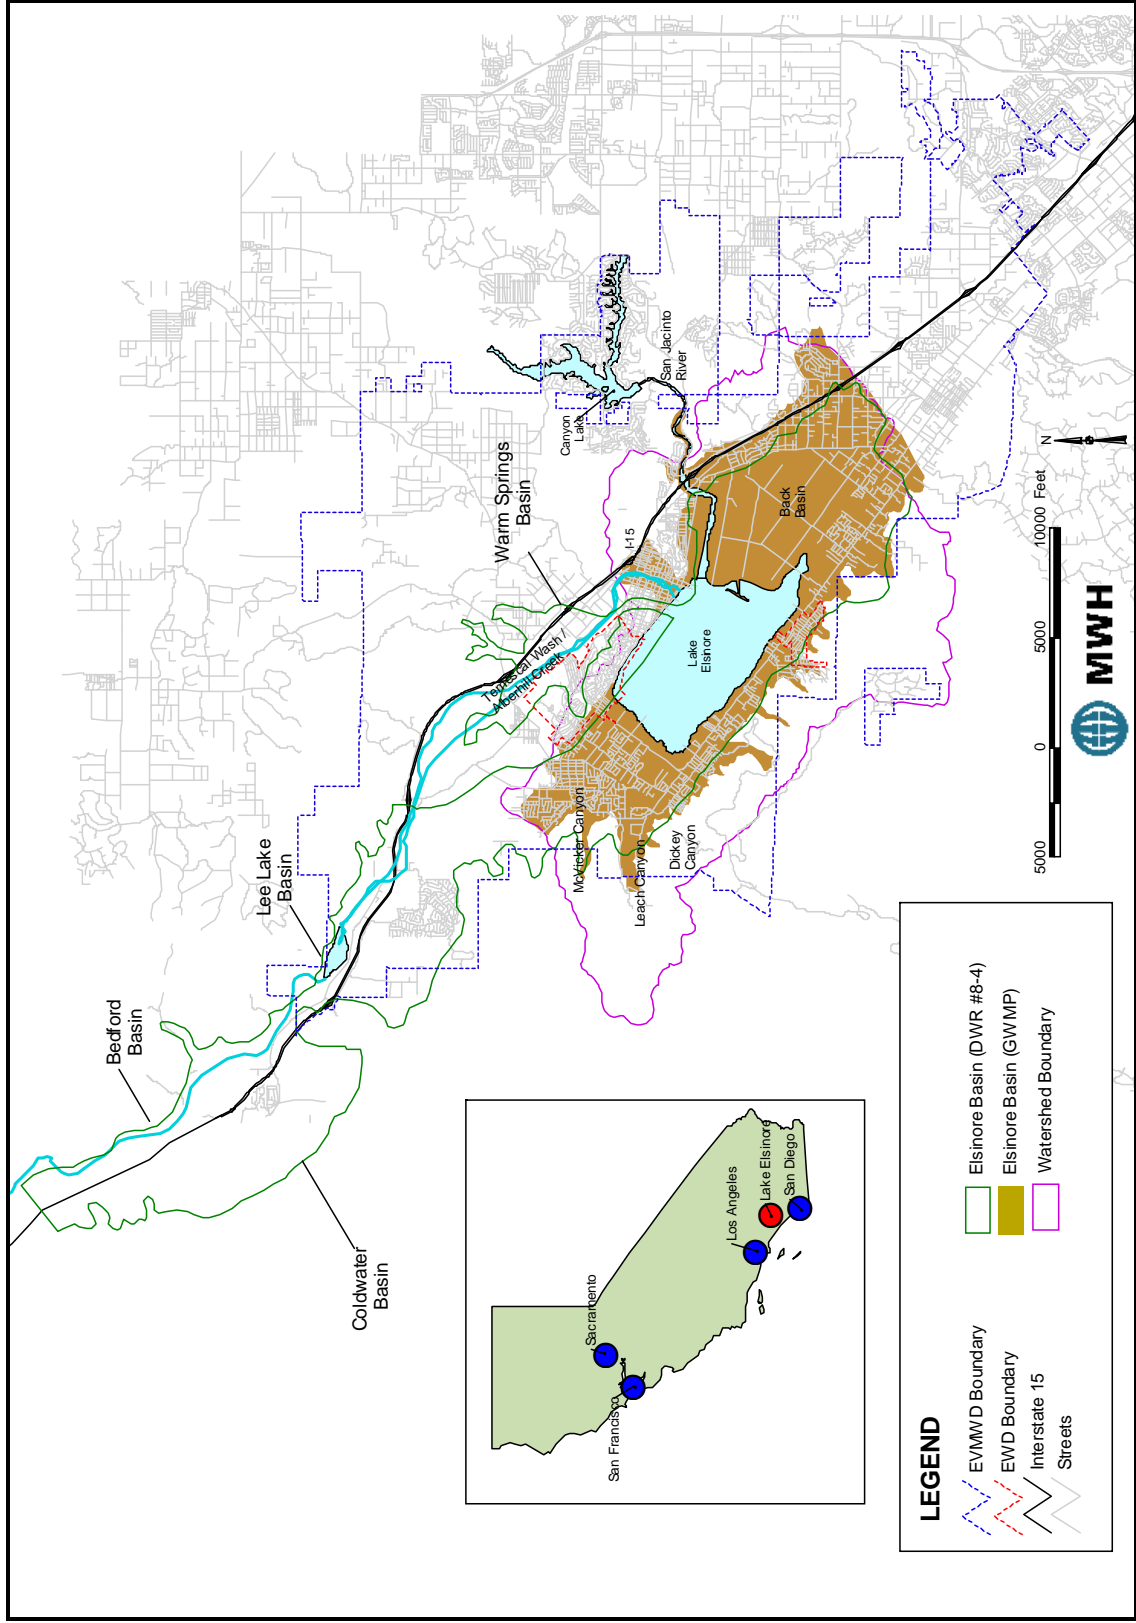 Bedford
Basin
Coldwater
Basin
Lee Lake
Basin
Warm Springs
Basin
Temescal Wash /
Alberhill Creek
I-15
Canyon
Lake
San Jacinto
River
Back
Basin
Lake
Elsinore
McVicker Canyon
Leach Canyon
Dickey
Canyon
San Francisco
Sacramento
Los Angeles
Lake Elsinore
San Diego
N
5000
0
5000
10000 Feet
MWH
LEGEND
EVMWD Boundary
EWD Boundary
Interstate 15
Streets
Elsinore Basin (DWR #8-4)
Elsinore Basin (GWMP)
Watershed Boundary